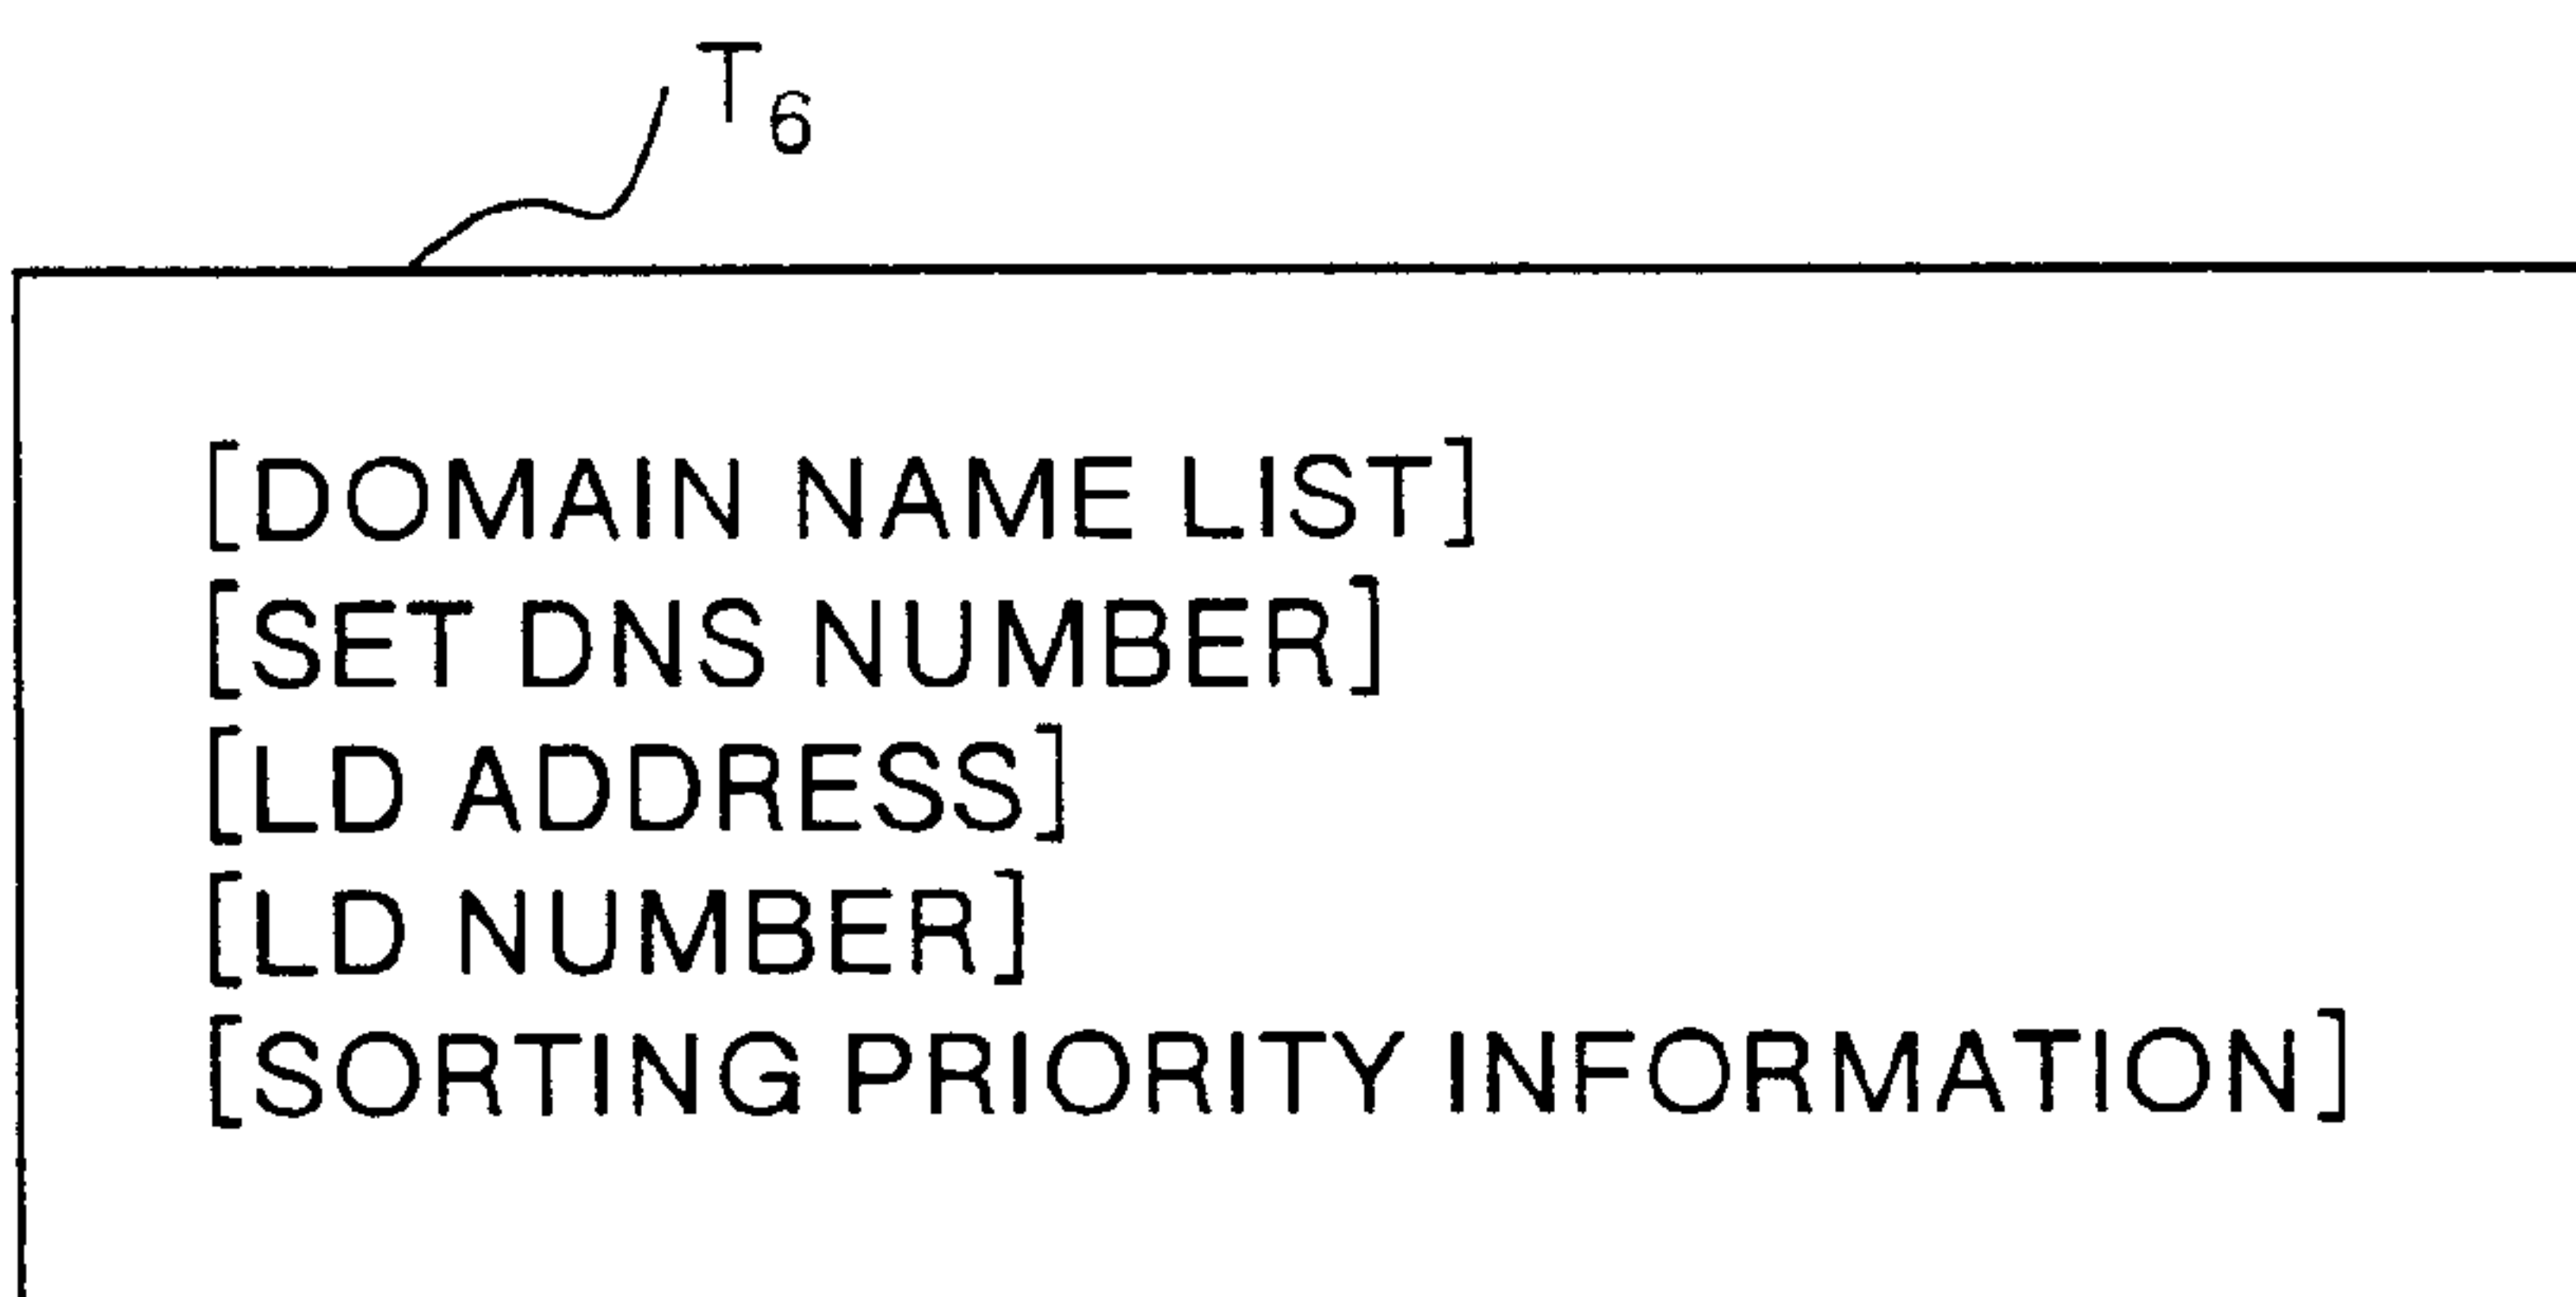 T6
[DOMAIN NAME LIST]
[SET DNS NUMBER]
[LD ADDRESS]
[LD NUMBER]
[SORTING PRIORITY INFORMATION]